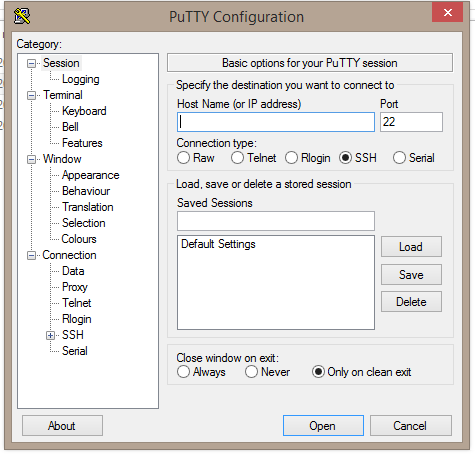 PuTTY Configuration
Category:
Session
Logging
Terminal
Keyboard
Bell
Features
Window
Appearance
Behaviour
Translation
Selection
Colours
Connection
Data
Proxy
Telnet
Rlogin
SSH
Serial
Basic options for your PuTTY session
Specify the destination you want to connect to
Host Name (or IP address) Port
22
Connection type:
Raw Telnet Rlogin SSH Serial
Load, save or delete a stored session
Saved Sessions
Default Settings
Load
Save
Delete
Close window on exit:
Always Never Only on clean exit
About Open Cancel